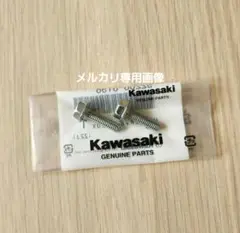 メルカリ専用画像
Kawasaki
GENUINE PARTS
Kawasaki
GENUINE PARTS